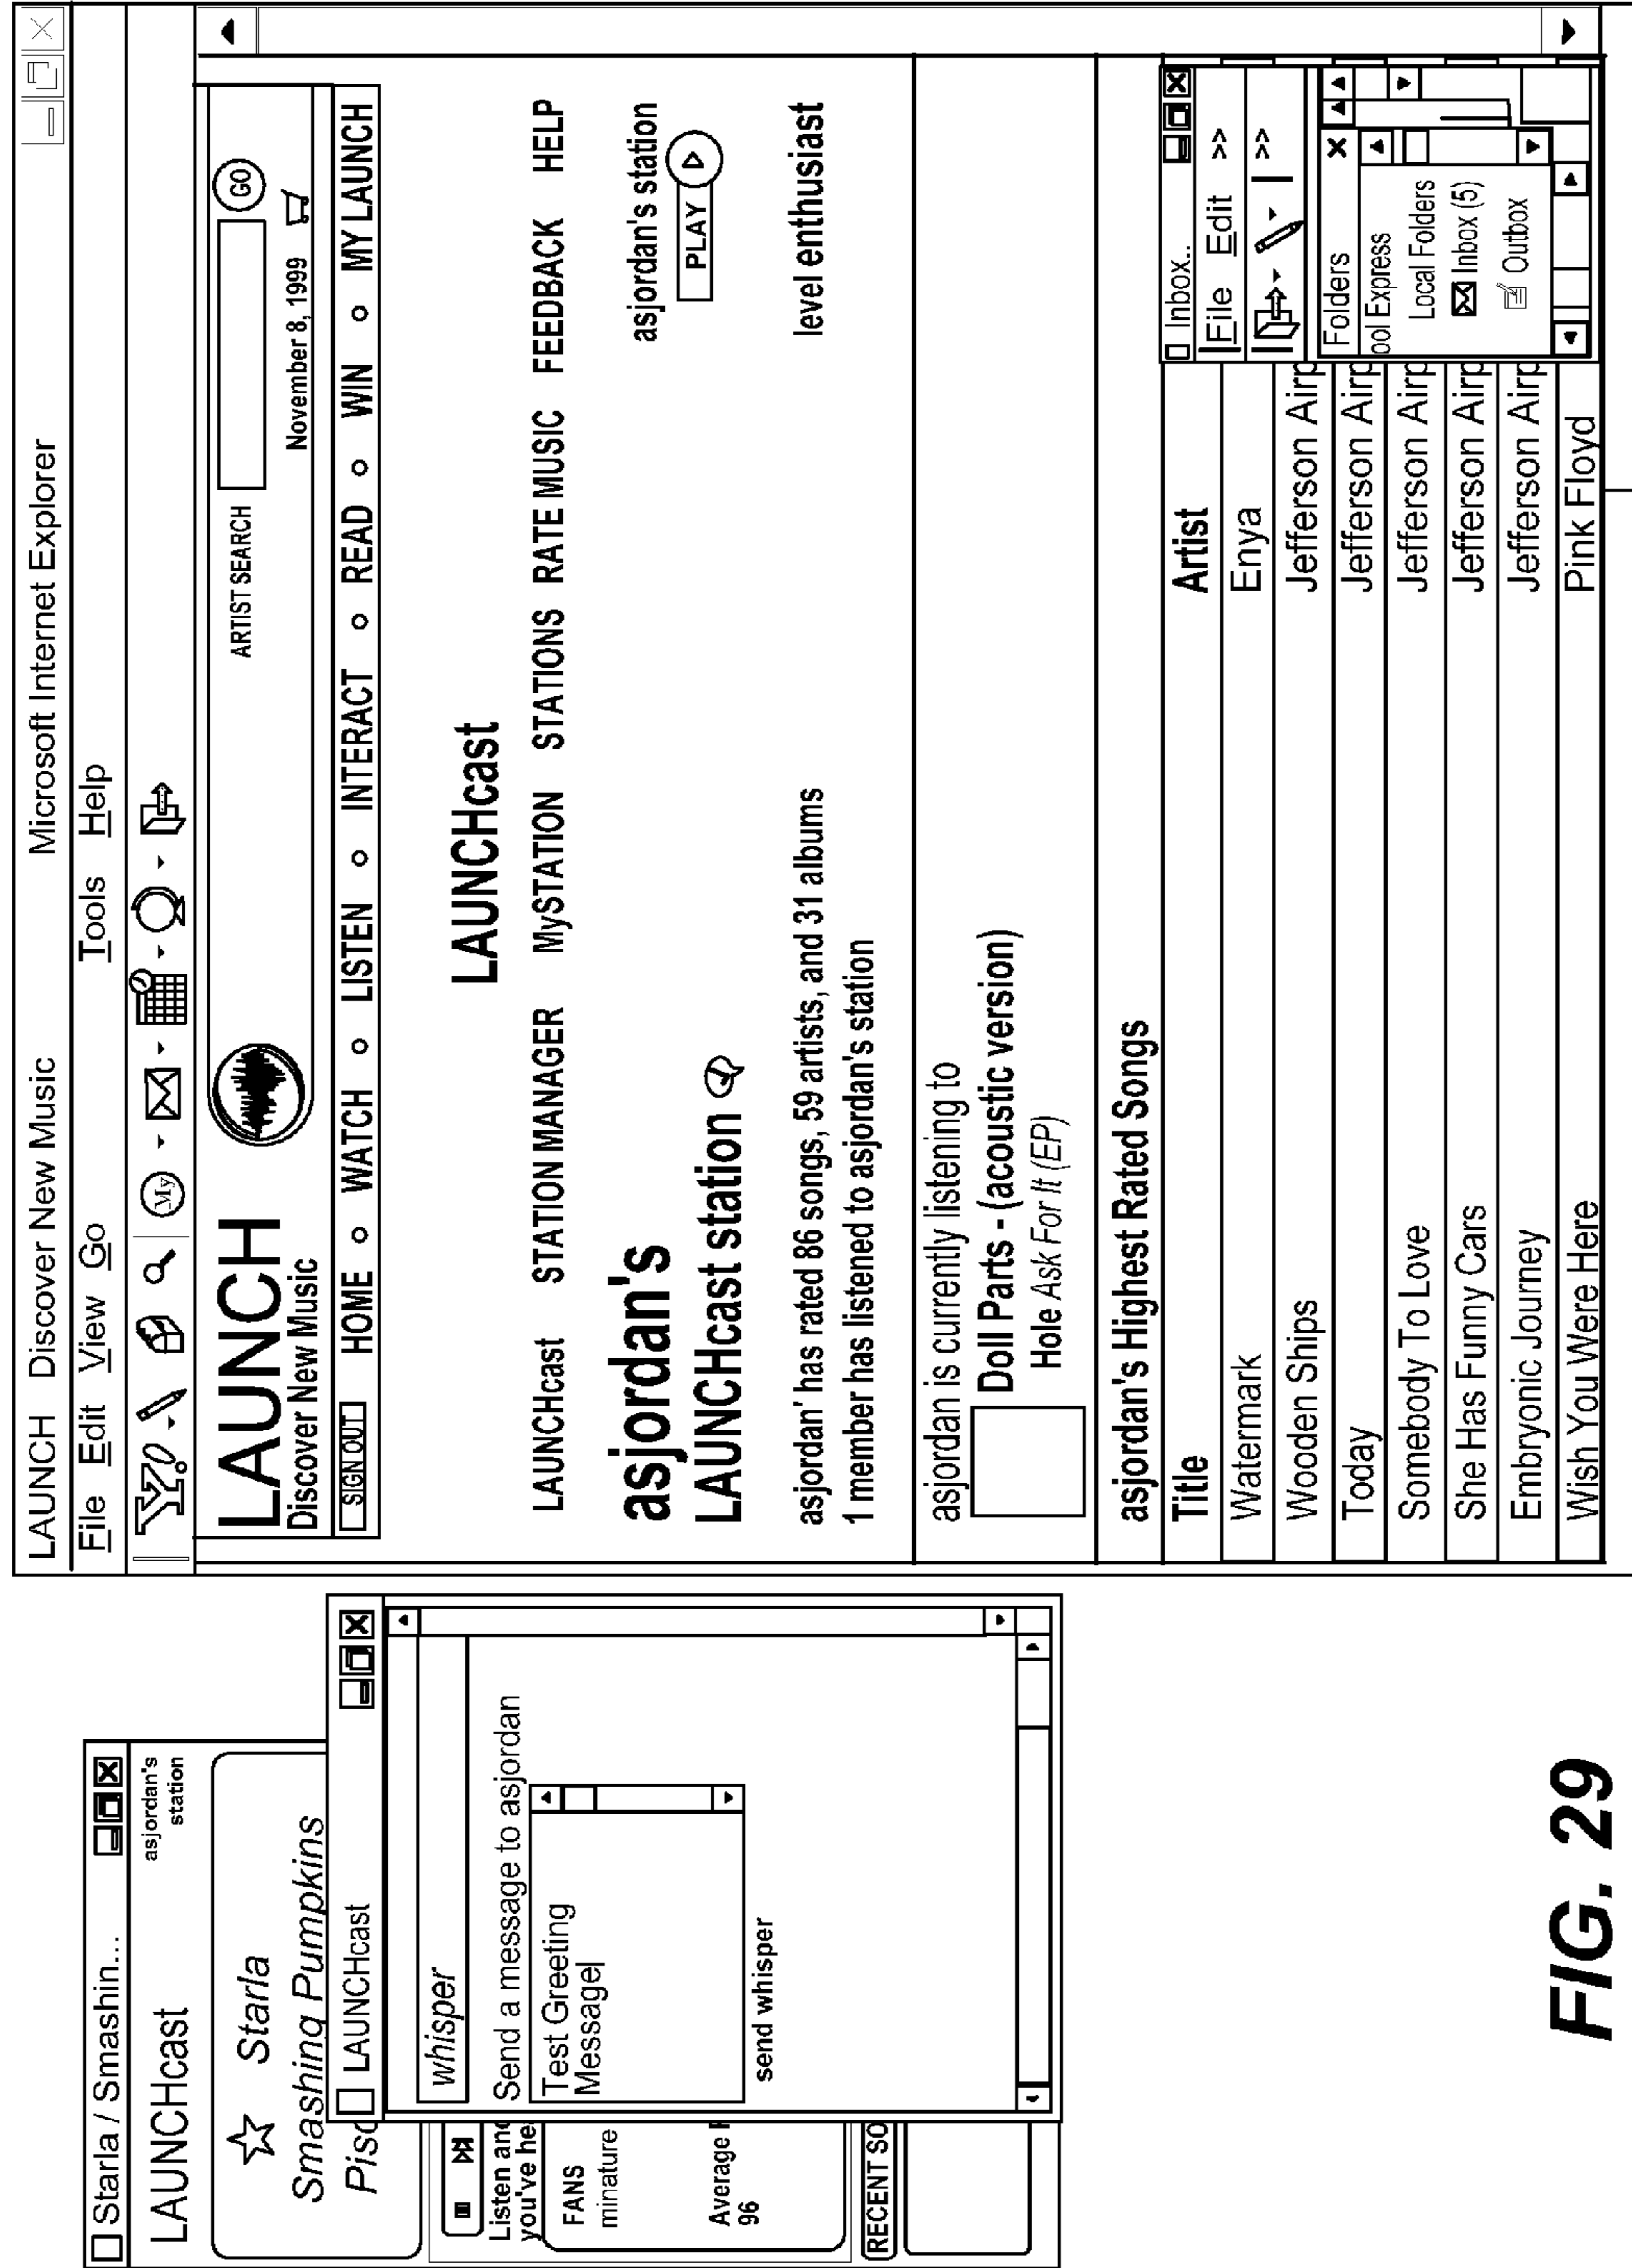 Starla / Smashin...
LAUNCHcast
asjordan's
station
Starla
Smashing Pumpkins
LAUNCHcast
whisper
Send a message to asjordan
Test Greeting
Message|
send whisper
Listen and
you've he
FANS
minature
Average
96
RECENT SO
LAUNCH Discover New Music Microsoft Internet Explorer
File Edit View Go Tools Help
Y! My
LAUNCH
Discover New Music
ARTIST SEARCH GO
November 8, 1999
SIGN OUT HOME o WATCH o LISTEN o INTERACT o READ o WIN o MY LAUNCH
LAUNCHcast
LAUNCHcast STATION MANAGER MySTATION STATIONS RATE MUSIC FEEDBACK HELP
asjordan's
LAUNCHcast station
asjordan's station
PLAY
asjordan' has rated 86 songs, 59 artists, and 31 albums
level enthusiast
1 member has listened to asjordan's station
asjordan is currently listening to
Doll Parts - (acoustic version)
Hole Ask For It (EP)
asjordan's Highest Rated Songs
Title Artist
Watermark Enya
Wooden Ships Jefferson Airp
Today Jefferson Airp
Somebody To Love Jefferson Airp
She Has Funny Cars Jefferson Airp
Embryonic Journey Jefferson Airp
Wish You Were Here Pink Floyd
Inbox..
File Edit >>
>>
Folders
ool Express
Local Folders
Inbox (5)
Outbox
FIG. 29